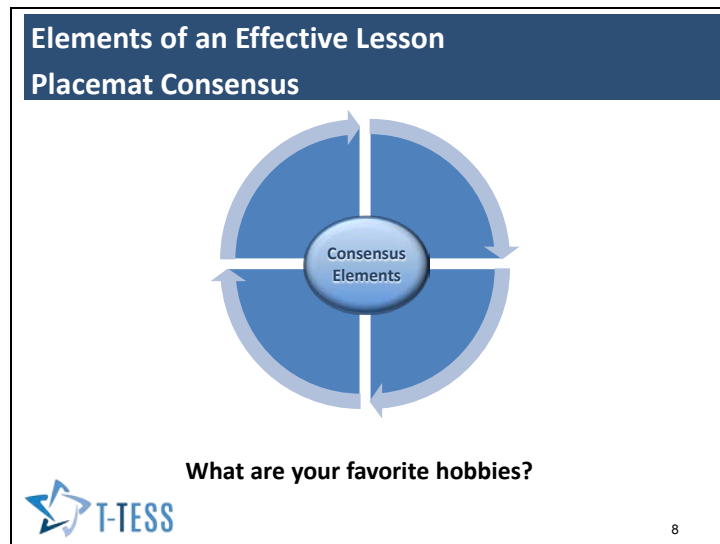 Elements of an Effective Lesson
Placemat Consensus
Consensus
Elements
What are your favorite hobbies?
T-TESS
8